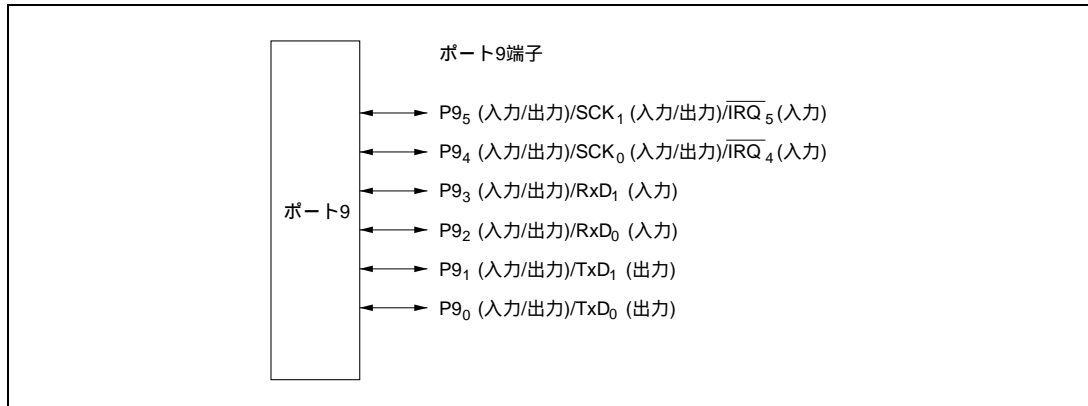 ポート9端子
P9₅ (入力/出力)/SCK₁ (入力/出力)/I̅R̅Q̅₅(入力)
P9₄ (入力/出力)/SCK₀ (入力/出力)/I̅R̅Q̅₄(入力)
P9₃ (入力/出力)/RxD₁ (入力)
ポート9
P9₂ (入力/出力)/RxD₀ (入力)
P9₁ (入力/出力)/TxD₁ (出力)
P9₀ (入力/出力)/TxD₀ (出力)